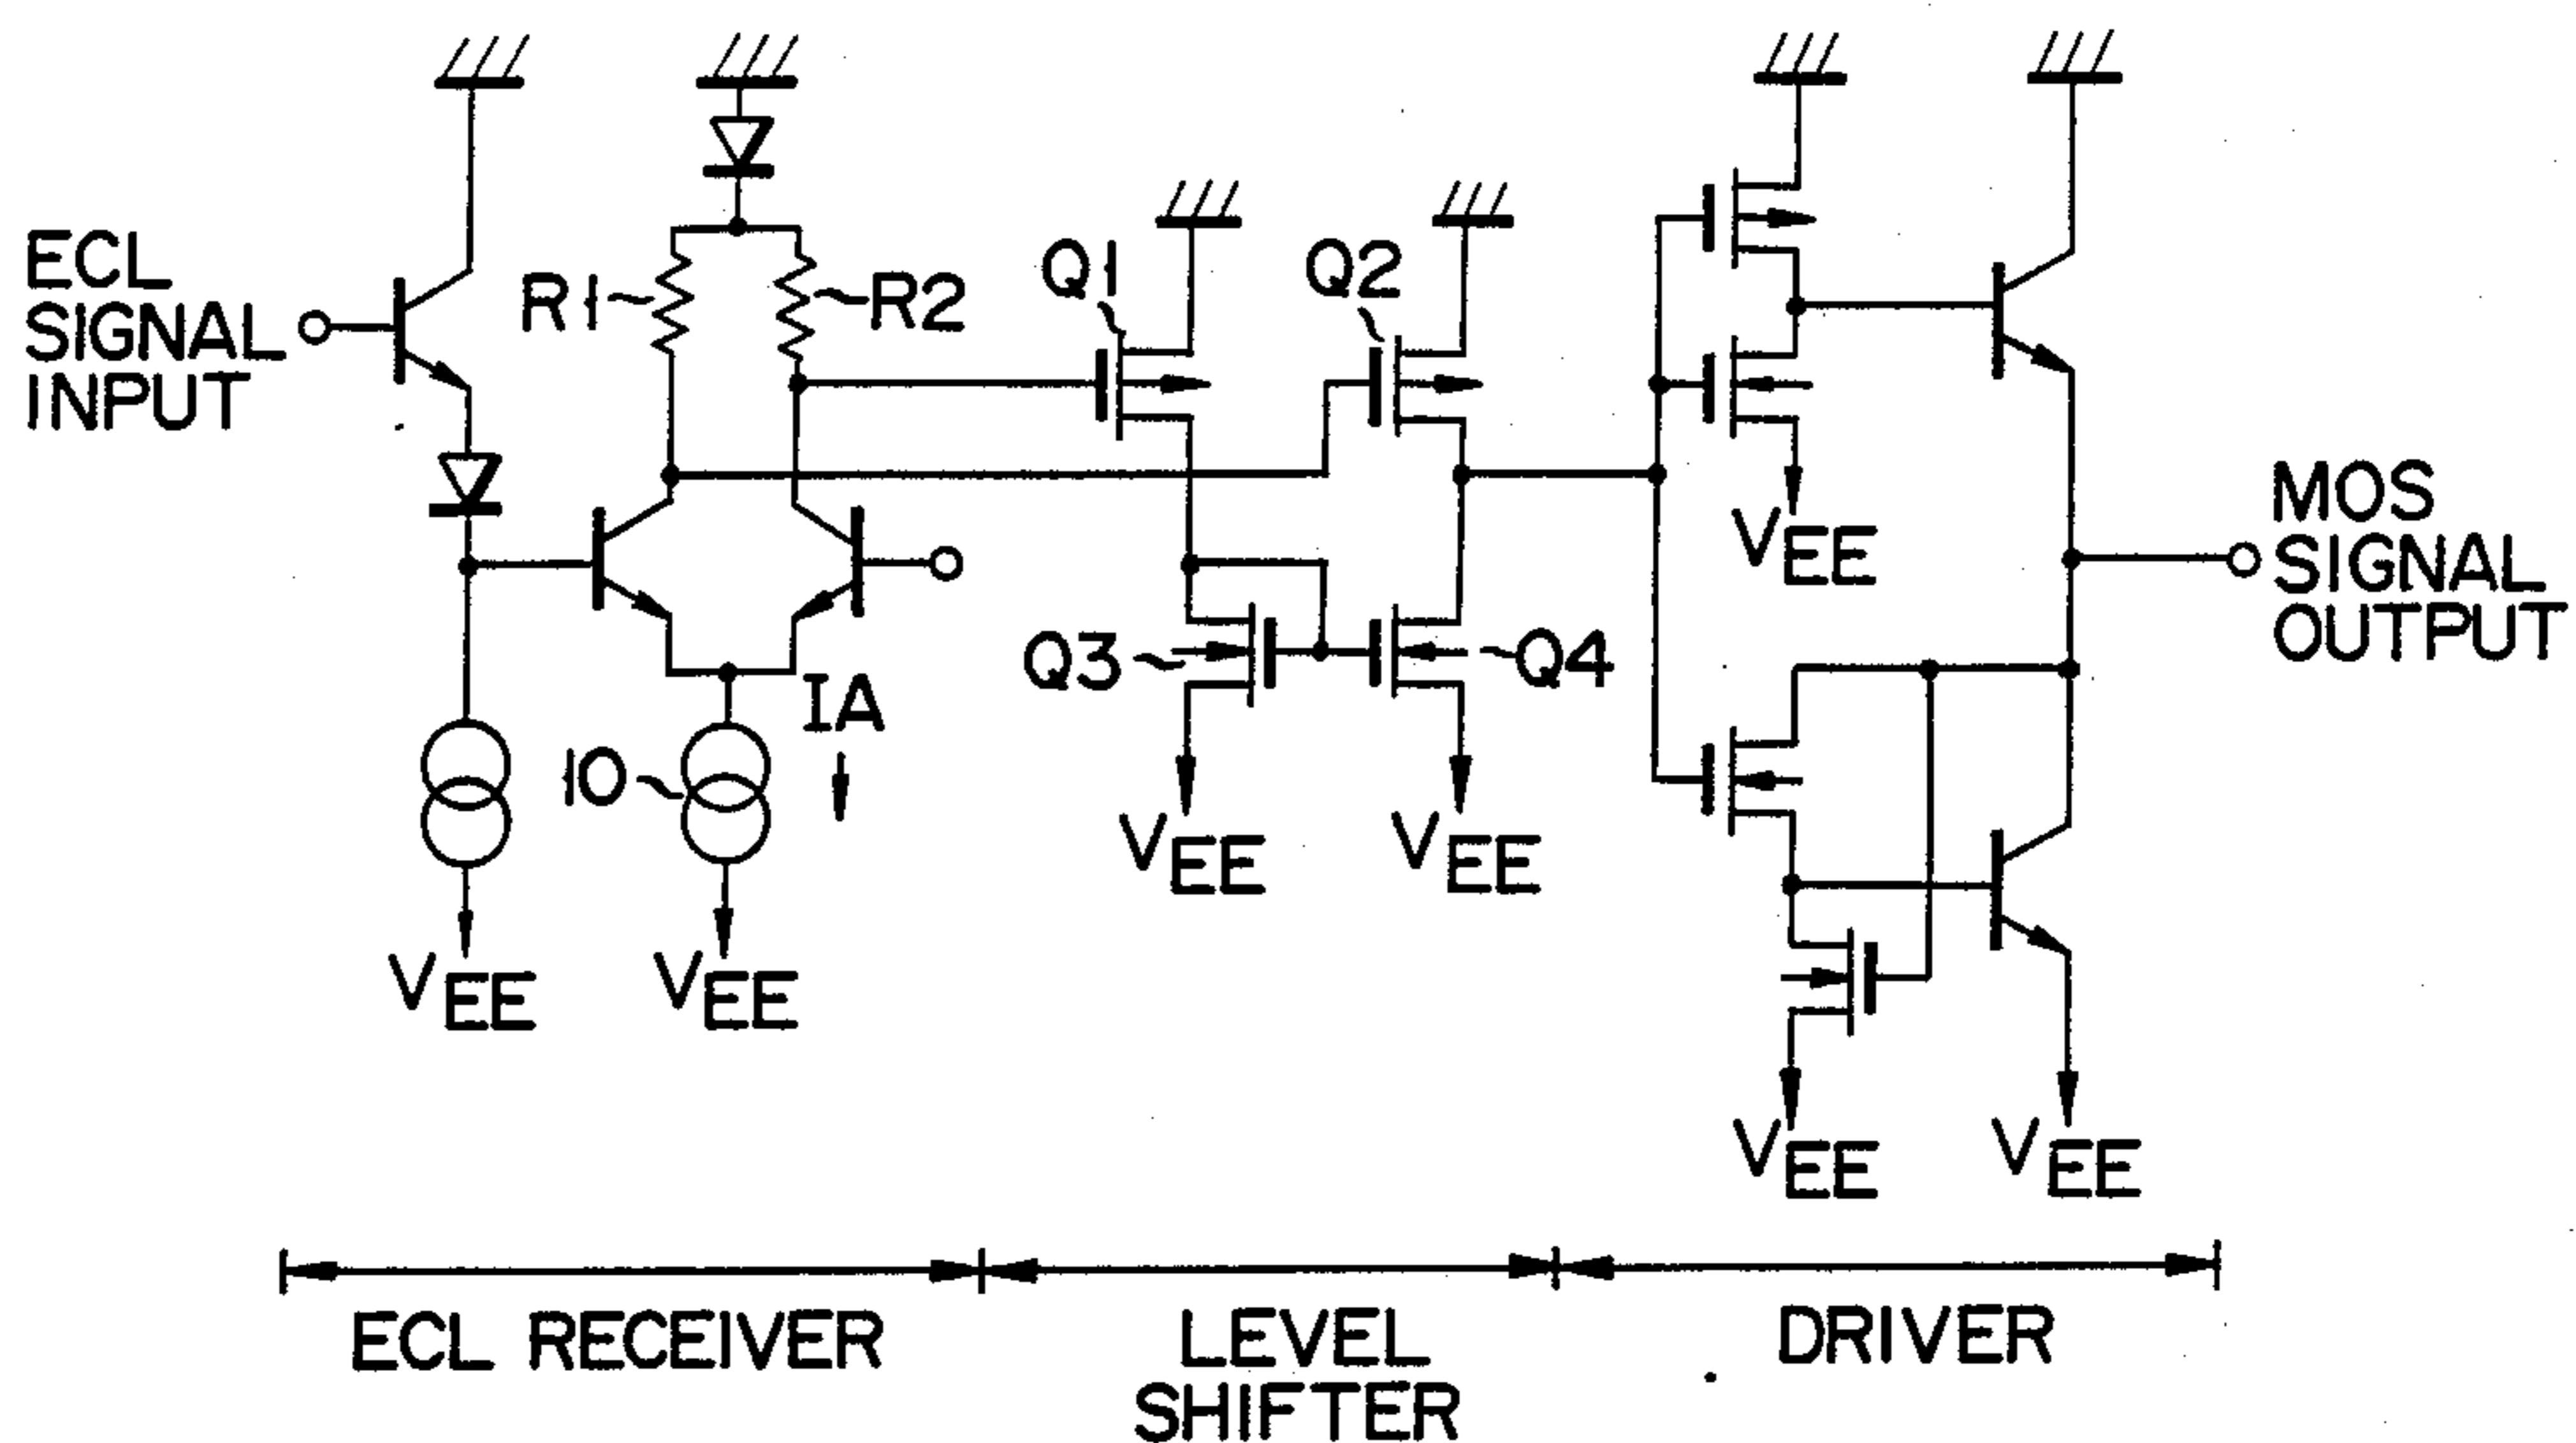 ECL
SIGNAL
INPUT
R1
R2
Q1
Q2
Q3
Q4
IA
10
VEE
VEE
VEE
VEE
VEE
VEE
VEE
MOS
SIGNAL
OUTPUT
ECL RECEIVER
LEVEL
SHIFTER
DRIVER